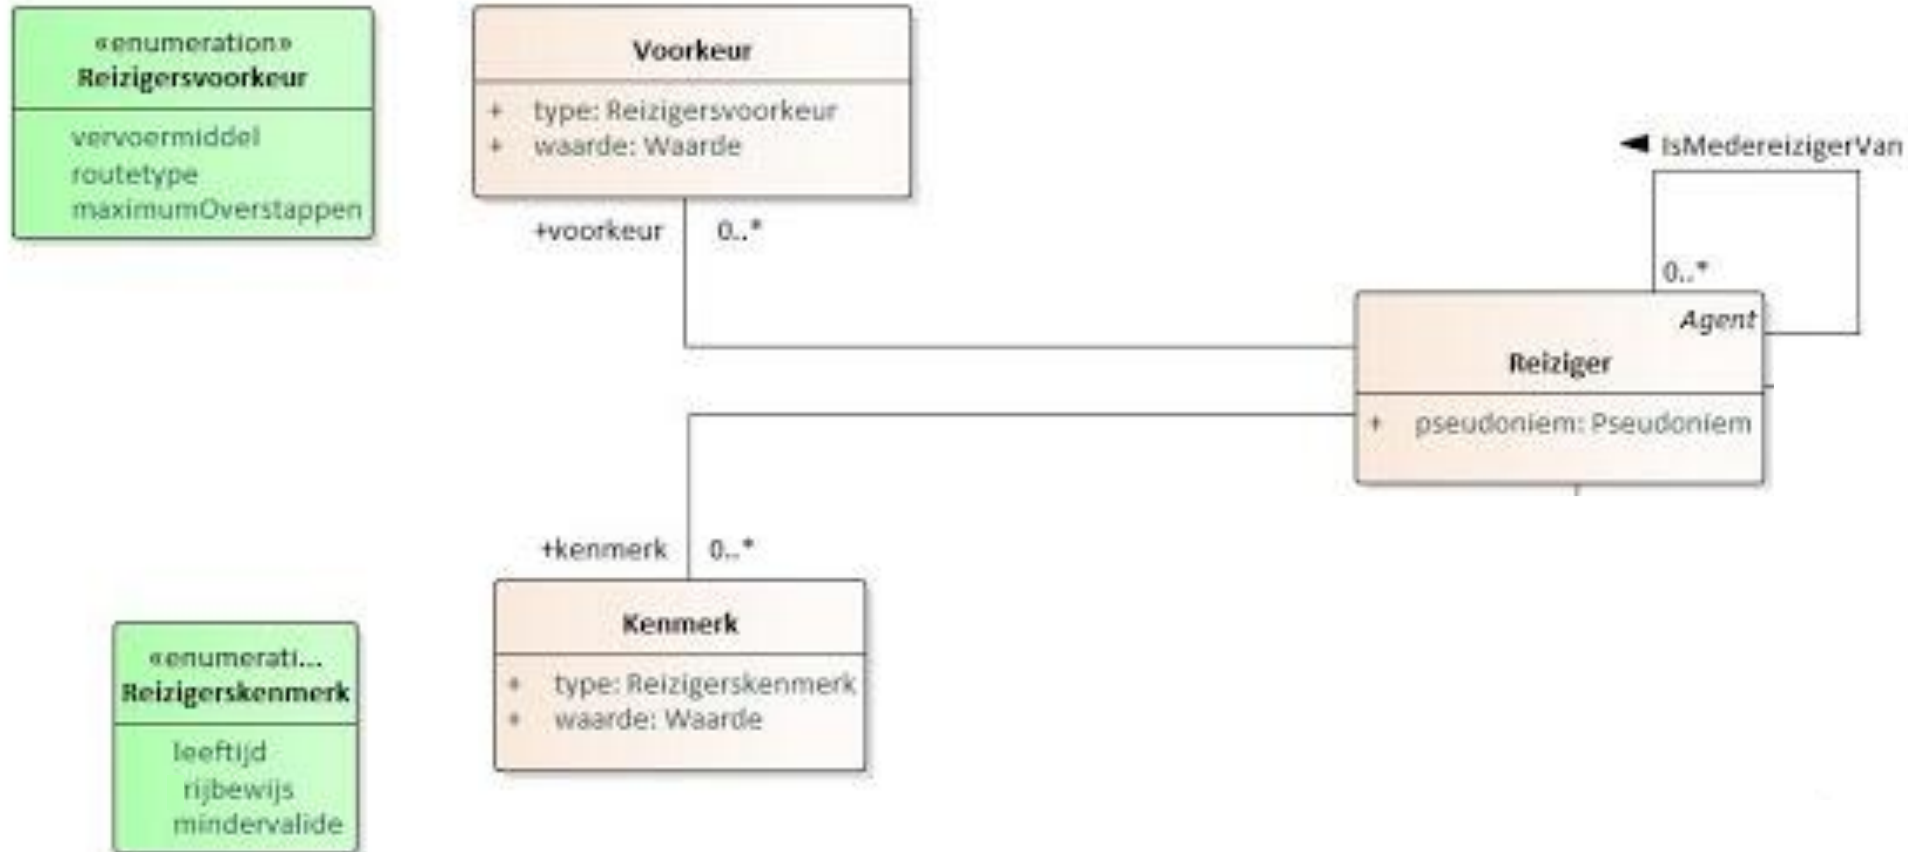 «enumeration»
Reizigersvoorkeur
vervoermiddel
routetype
maximumOverstappen
Voorkeur
+ type: Reizigersvoorkeur
+ waarde: Waarde
+voorkeur 0..*
IsMedereizigerVan
0..*
Agent
Reiziger
+ pseudoniem: Pseudoniem
+kenmerk 0..*
Kenmerk
+ type: Reizigerskenmerk
+ waarde: Waarde
«enumerati...
Reizigerskenmerk
leeftijd
rijbewijs
mindervalide